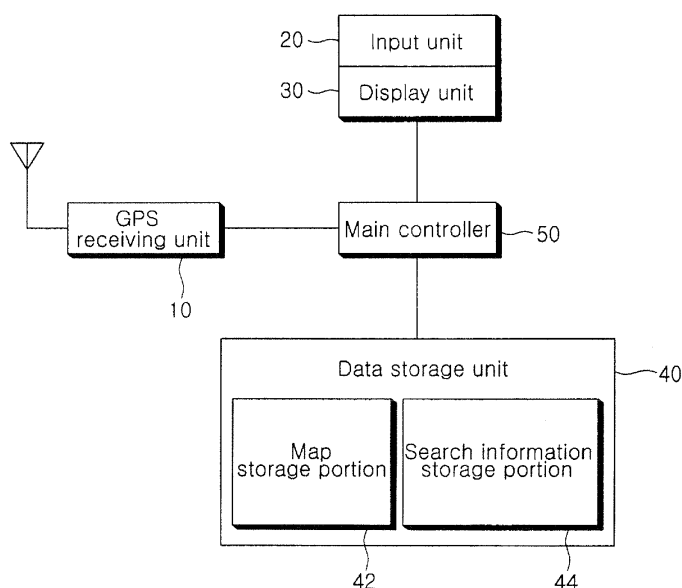 20
Input unit
30
Display unit
GPS
receiving unit
10
Main controller
50
Data storage unit
40
Map
storage portion
42
Search information
storage portion
44